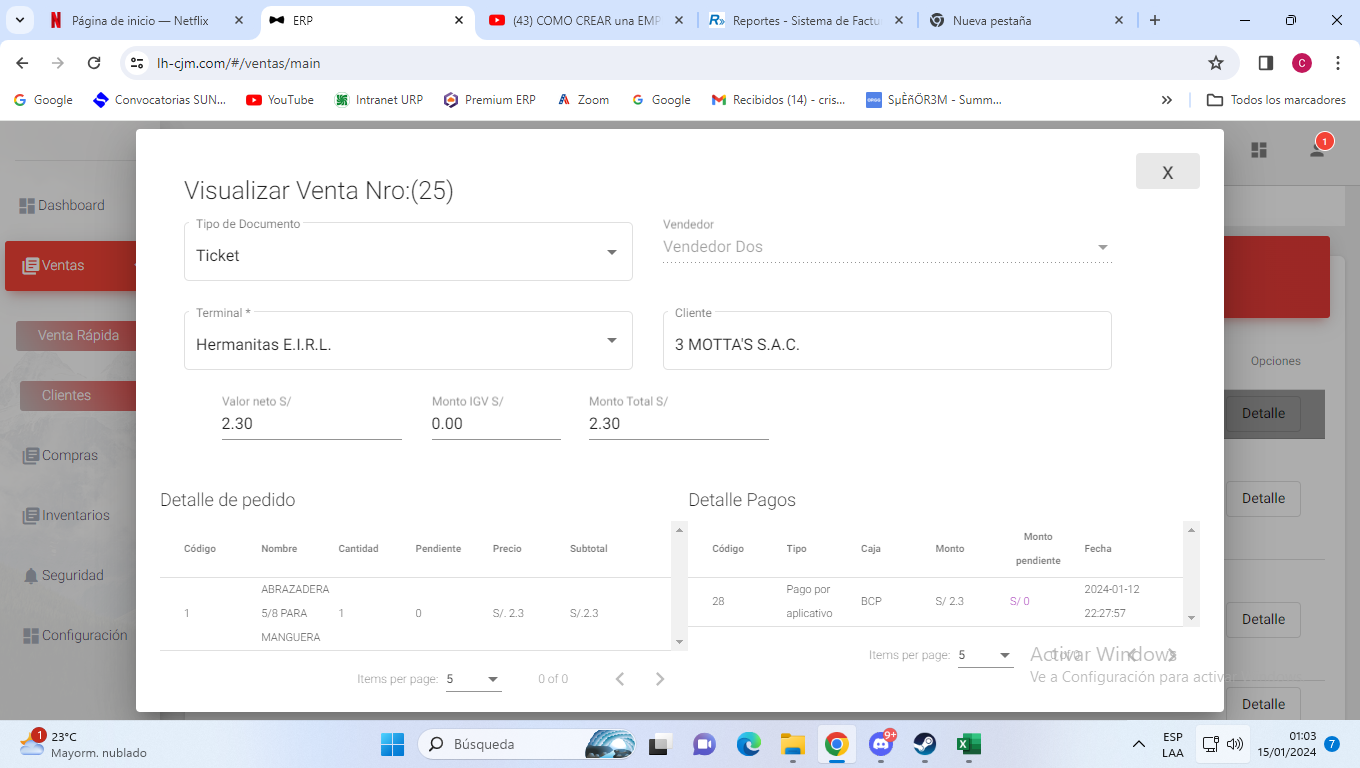 Página de inicio — Netflix
ERP
(43) COMO CREAR una EMP
Reportes - Sistema de Factu
Nueva pestaña
lh-cjm.com/#/ventas/main
C
Google
Convocatorias SUN...
YouTube
Intranet URP
Premium ERP
Zoom
Google
Recibidos (14) - cris...
SµÈñÖR3M - Summ...
»
Todos los marcadores
1
Dashboard
Ventas
Venta Rápida
Clientes
Compras
Inventarios
Seguridad
Configuración
X
Visualizar Venta Nro:(25)
Tipo de Documento
Ticket
Vendedor
Vendedor Dos
Terminal *
Hermanitas E.I.R.L.
Cliente
3 MOTTA'S S.A.C.
Valor neto S/
2.30
Monto IGV S/
0.00
Monto Total S/
2.30
Detalle de pedido
Código Nombre Cantidad Pendiente Precio Subtotal
1 ABRAZADERA 5/8 PARA MANGUERA 1 0 S/. 2.3 S/.2.3
Items per page: 5 0 of 0
Detalle Pagos
Código Tipo Caja Monto Monto pendiente Fecha
28 Pago por aplicativo BCP S/ 2.3 S/ 0 2024-01-12 22:27:57
Items per page: 5 0 of 0
Opciones
Detalle
Detalle
Detalle
Detalle
Activar Windows
Ve a Configuración para activar
1
23°C
Mayorm. nublado
Búsqueda
9+
ESP
LAA
01:03
15/01/2024
7